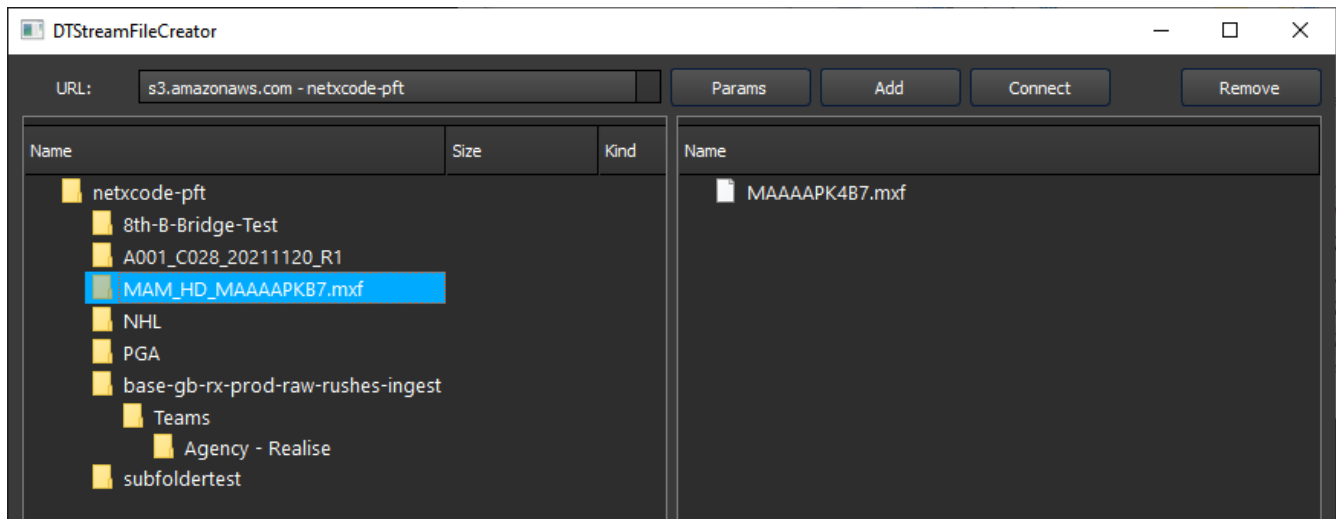 DTStreamFileCreator
URL: s3.amazonaws.com - netxcode-pft Params Add Connect Remove
Name Size Kind Name
netxcode-pft MAAAAPK4B7.mxf
8th-B-Bridge-Test
A001_C028_20211120_R1
MAM_HD_MAAAAPKB7.mxf
NHL
PGA
base-gb-rx-prod-raw-rushes-ingest
Teams
Agency - Realise
subfoldertest